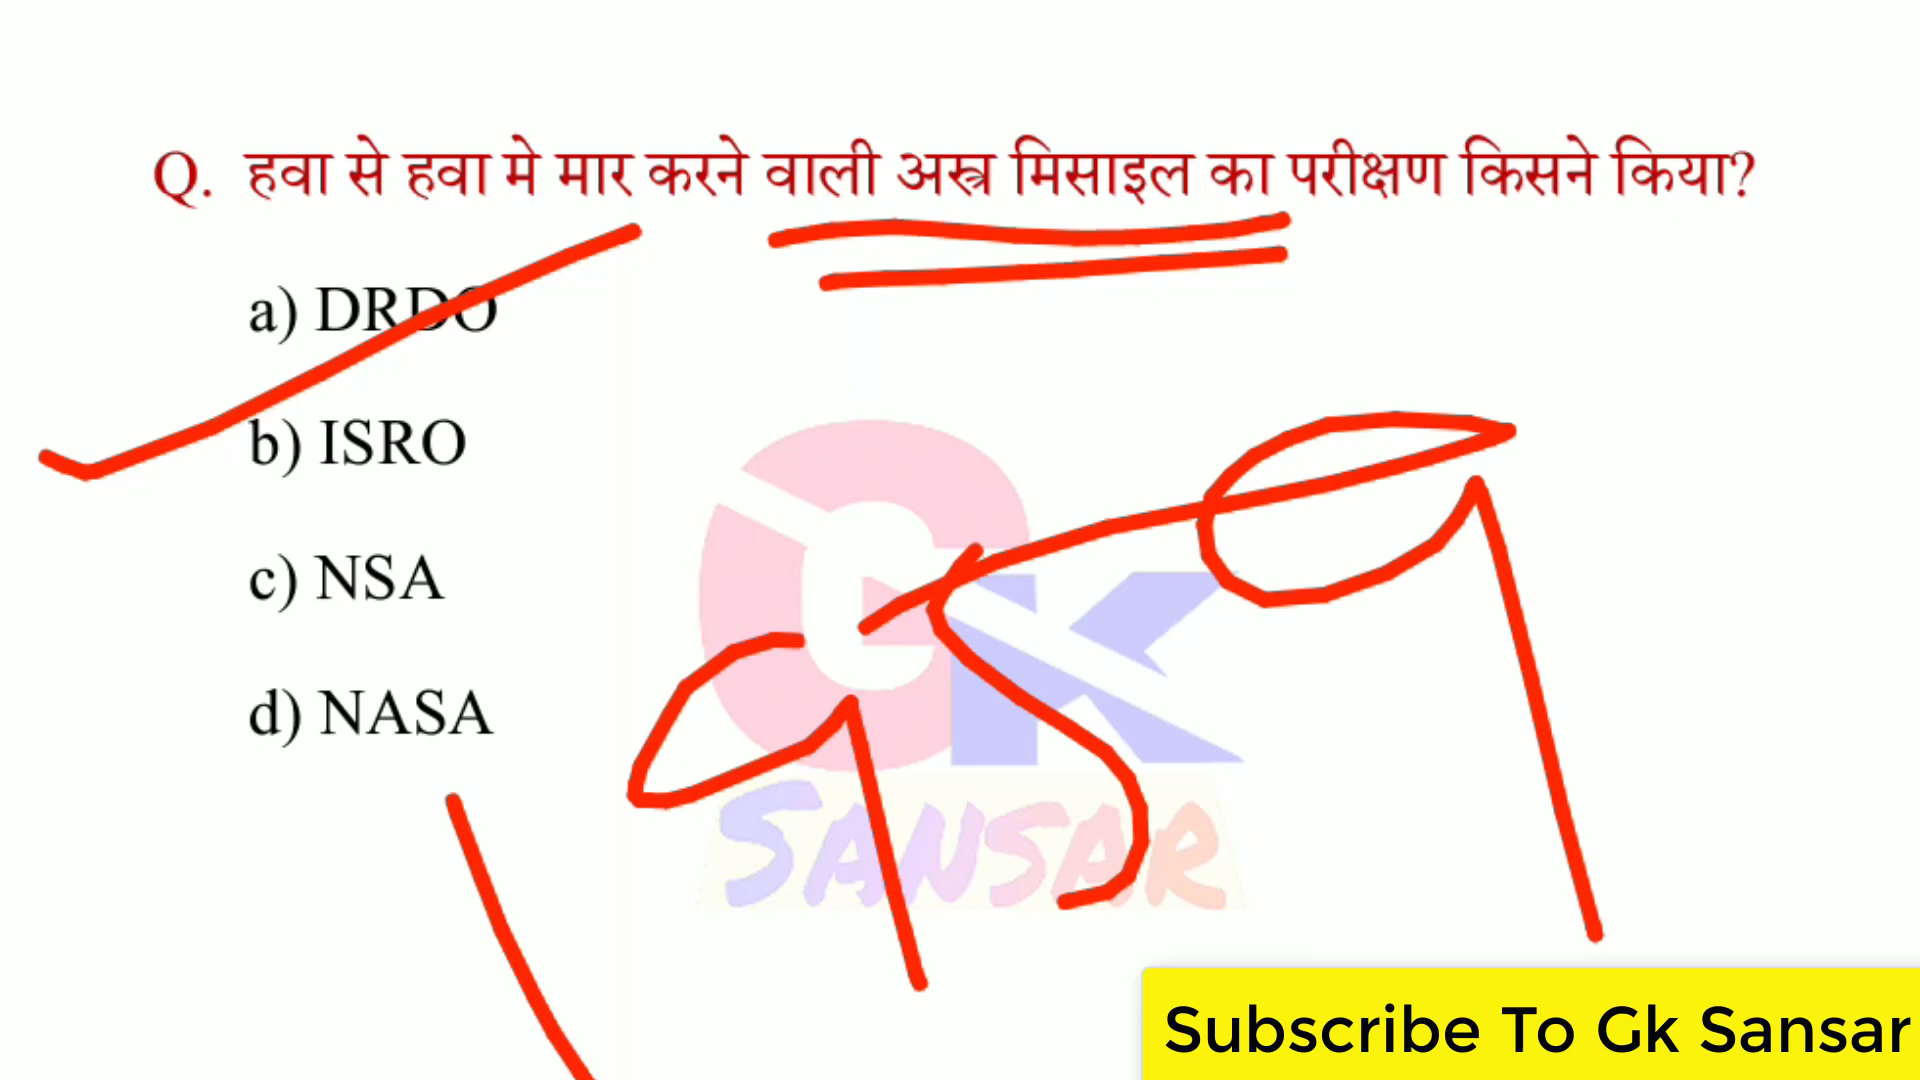 Q. हवा से हवा मे मार करने वाली अस्त्र मिसाइल का परीक्षण किसने किया?
a) DRDO
b) ISRO
c) NSA
d) NASA
GK
SANSAR
Subscribe To Gk Sansar